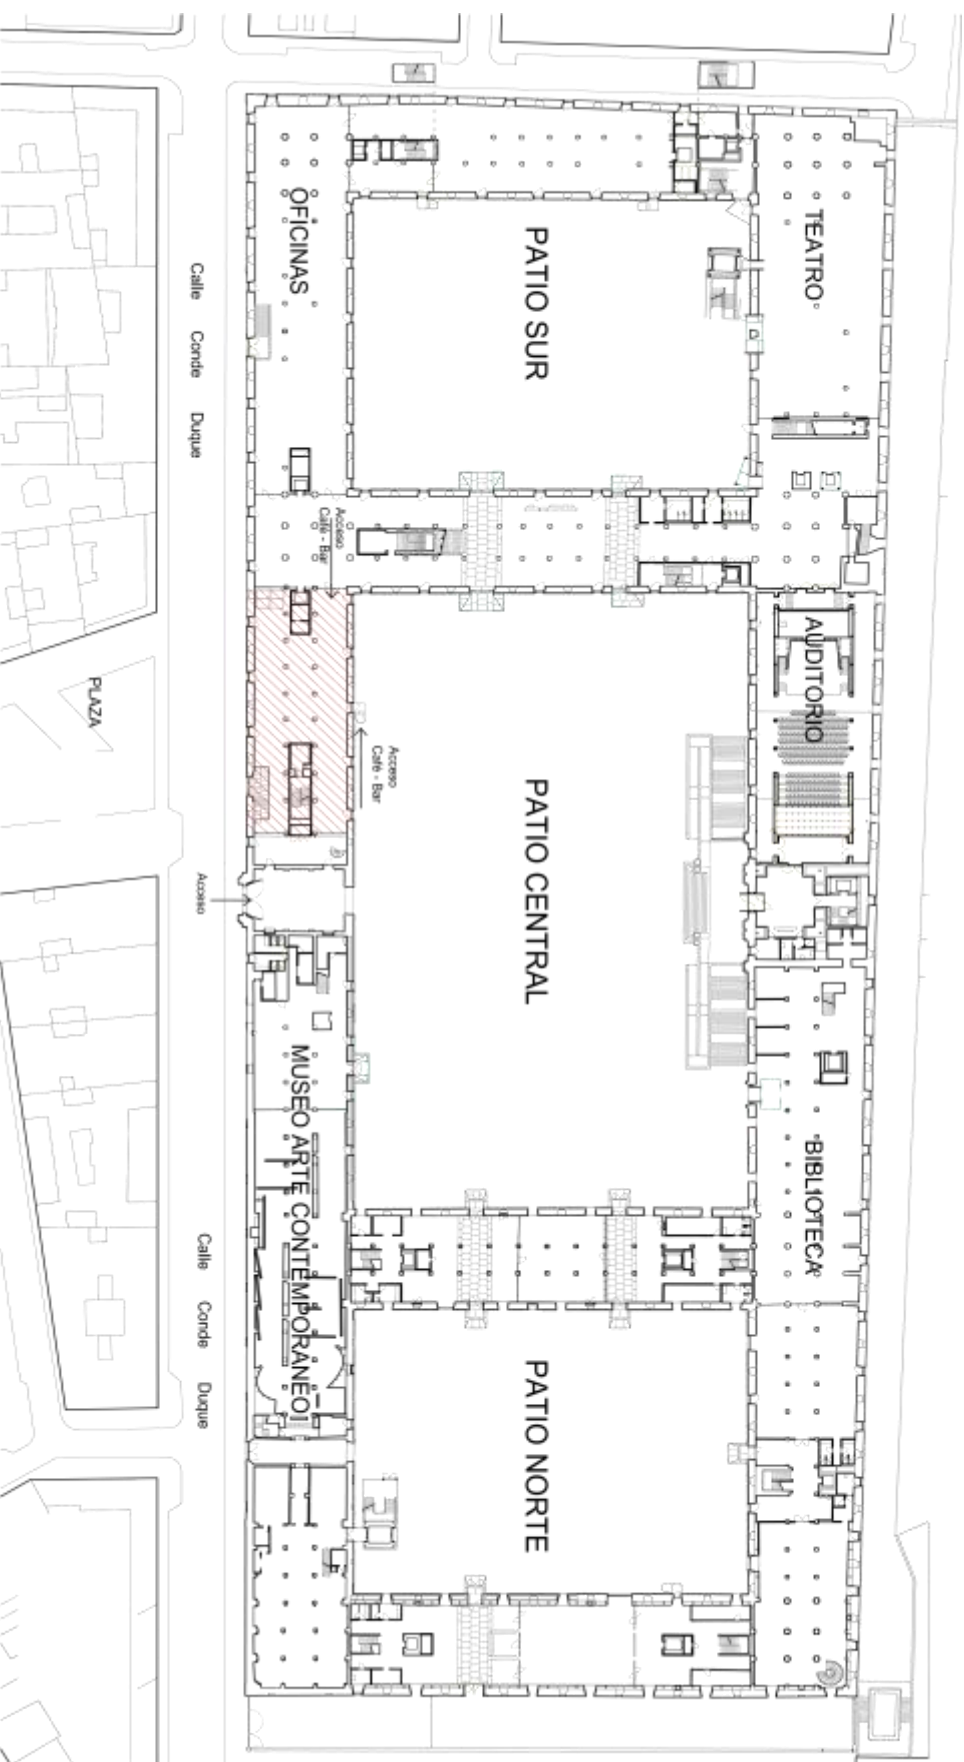 OFICINAS
PATIO SUR
TEATRO
Calle Conde Duque
Acceso
Café - Bar
AUDITORIO
PLAZA
Acceso
Café - Bar
PATIO CENTRAL
Acceso
MUSEO ARTE CONTEMPORANEO
BIBLIOTECA
Calle Conde Duque
PATIO NORTE